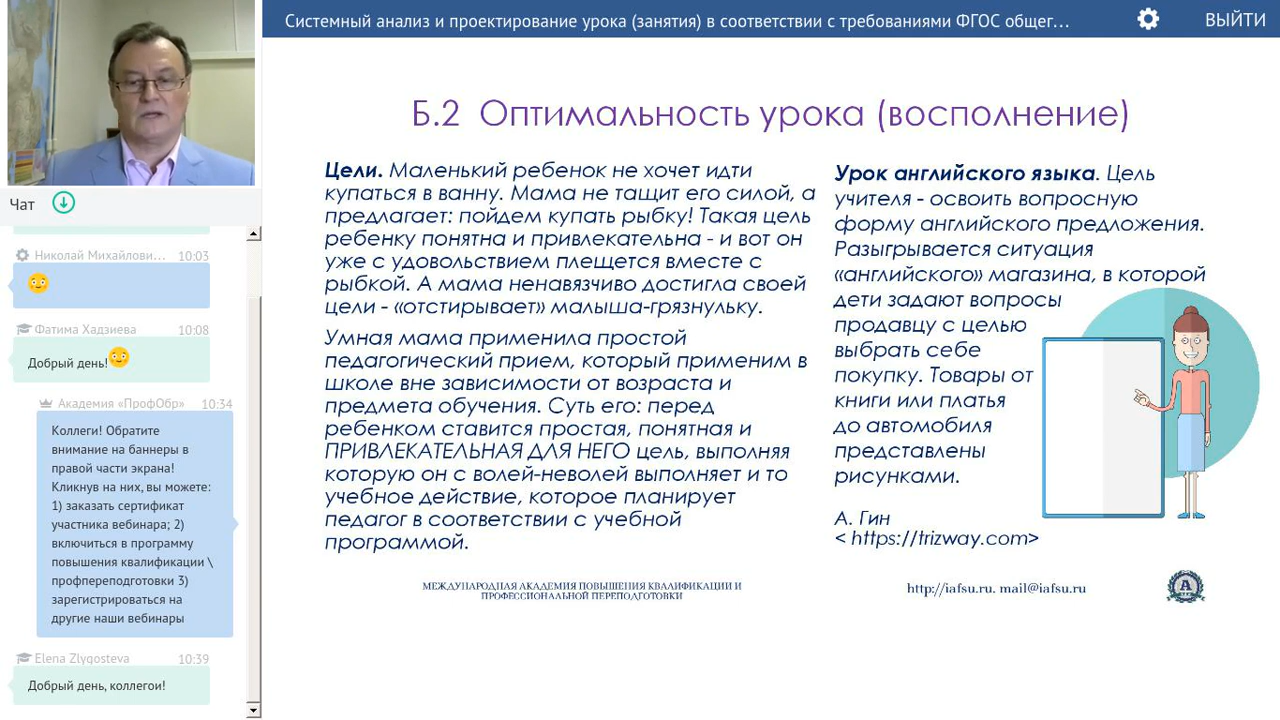 Системный анализ и проектирование урока (занятия) в соответствии с требованиями ФГОС общег...
ВЫЙТИ
Чат
Николай Михайлови... 10:03
Фатима Хадзиева 10:08
Добрый день!
Академия «ПрофОбр» 10:34
Коллеги! Обратите
внимание на баннеры в
правой части экрана!
Кликнув на них, вы можете:
1) заказать сертификат
участника вебинара; 2)
включиться в программу
повышения квалификации \
профпереподготовки 3)
зарегистрироваться на
другие наши вебинары
Elena Zlygosteva 10:39
Добрый день, коллегои!
Б.2 Оптимальность урока (восполнение)
Цели. Маленький ребенок не хочет идти
купаться в ванну. Мама не тащит его силой, а
предлагает: пойдем купать рыбку! Такая цель
ребенку понятна и привлекательна - и вот он
уже с удовольствием плещется вместе с
рыбкой. А мама ненавязчиво достигла своей
цели - «отстирывает» малыша-грязнульку.
Умная мама применила простой
педагогический прием, который применим в
школе вне зависимости от возраста и
предмета обучения. Суть его: перед
ребенком ставится простая, понятная и
ПРИВЛЕКАТЕЛЬНАЯ ДЛЯ НЕГО цель, выполняя
которую он с волей-неволей выполняет и то
учебное действие, которое планирует
педагог в соответствии с учебной
программой.
Урок английского языка. Цель
учителя - освоить вопросную
форму английского предложения.
Разыгрывается ситуация
«английского» магазина, в которой
дети задают вопросы
продавцу с целью
выбрать себе
покупку. Товары от
книги или платья
до автомобиля
представлены
рисунками.
А. Гин
< https://trizway.com>
МЕЖДУНАРОДНАЯ АКАДЕМИЯ ПОВЫШЕНИЯ КВАЛИФИКАЦИИ И
ПРОФЕССИОНАЛЬНОЙ ПЕРЕПОДГОТОВКИ
http://iafsu.ru. mail@iafsu.ru